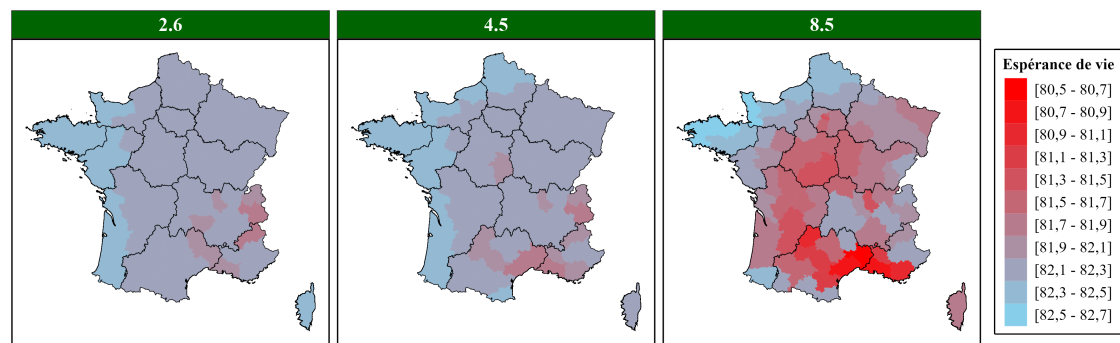 2.6
4.5
8.5
Espérance de vie
[80,5 - 80,7]
[80,7 - 80,9]
[80,9 - 81,1]
[81,1 - 81,3]
[81,3 - 81,5]
[81,5 - 81,7]
[81,7 - 81,9]
[81,9 - 82,1]
[82,1 - 82,3]
[82,3 - 82,5]
[82,5 - 82,7]